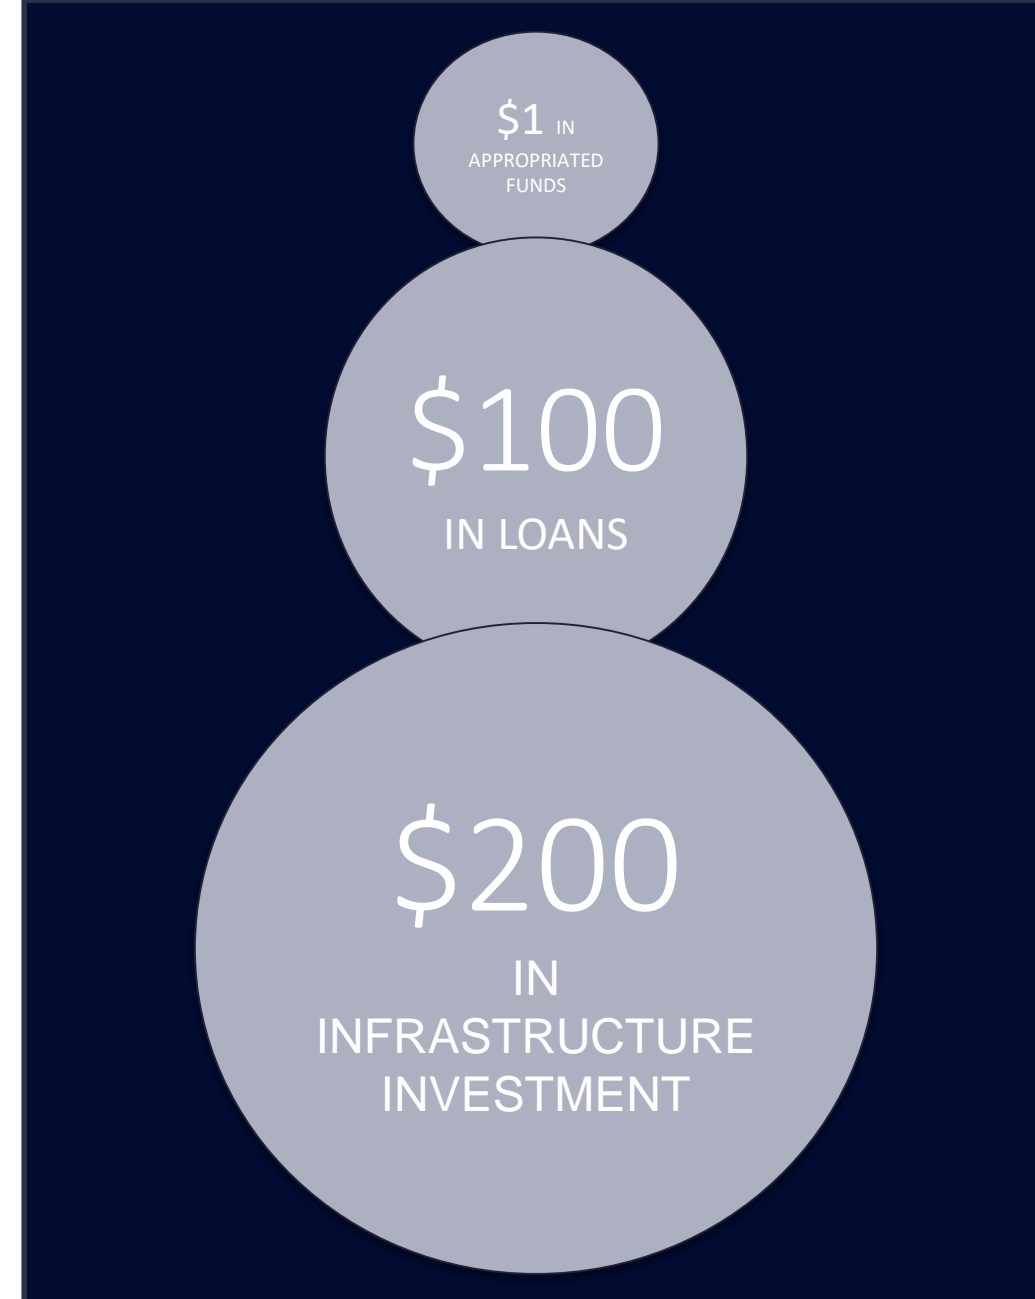 $1 IN
APPROPRIATED
FUNDS
$100
IN LOANS
$200
IN
INFRASTRUCTURE
INVESTMENT